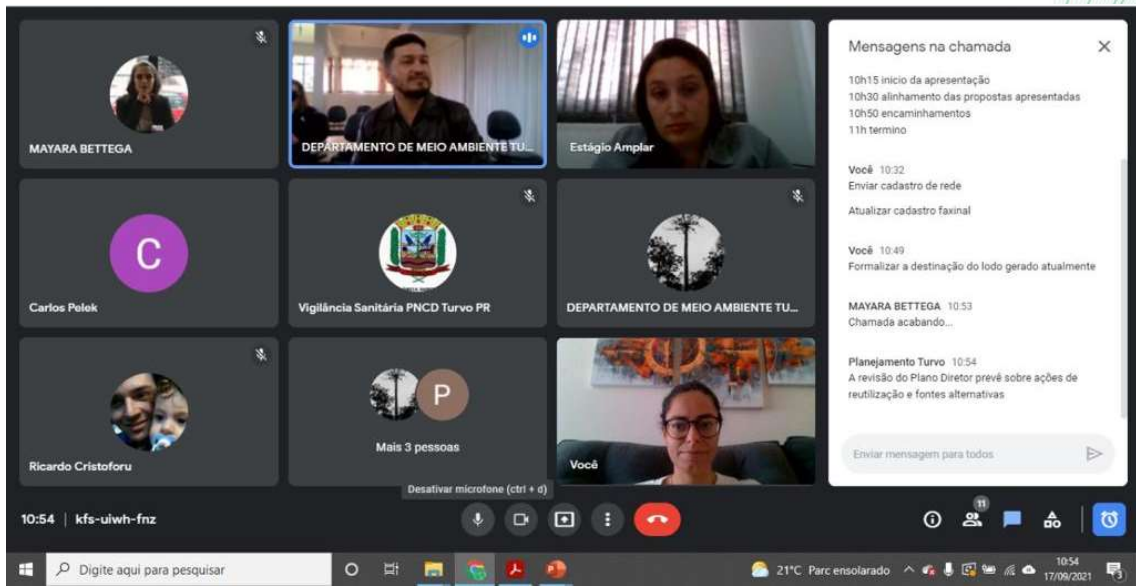 MAYARA BETTEGA
DEPARTAMENTO DE MEIO AMBIENTE TU...
Estágio Amplar
C
Carlos Pelek
Vigilância Sanitária PNCD Turvo PR
DEPARTAMENTO DE MEIO AMBIENTE TU...
Ricardo Cristoforu
P
Mais 3 pessoas
Você
Desativar microfone (ctrl + d)
Mensagens na chamada
10h15 inicio da apresentação
10h30 alinhamento das propostas apresentadas
10h50 encaminhamentos
11h termino
Você 10:32
Enviar cadastro de rede
Atualizar cadastro faxinal
Você 10:49
Formalizar a destinação do lodo gerado atualmente
MAYARA BETTEGA 10:53
Chamada acabando...
Planejamento Turvo 10:54
A revisão do Plano Diretor prevê sobre ações de
reutilização e fontes alternativas
Enviar mensagem para todos
10:54 | kfs-uiwh-fnz
11
Digite aqui para pesquisar
21°C Parc ensolarado
10:54
17/09/2021
3